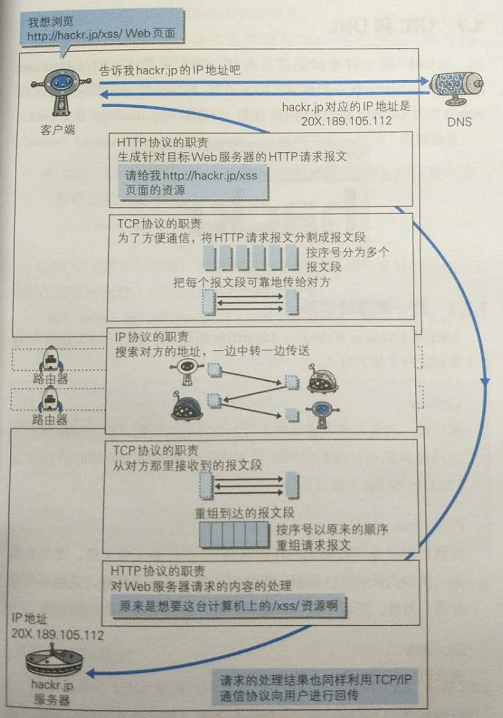 我想浏览
http://hackr.jp/xss/ Web页面
告诉我hackr.jp的IP地址吧
客户端
hackr.jp对应的IP地址是
20X.189.105.112
DNS
HTTP协议的职责
生成针对目标Web服务器的HTTP请求报文
请给我http://hackr.jp/xss
页面的资源
TCP协议的职责
为了方便通信，将HTTP请求报文分割成报文段
按序号分为多个
报文段
把每个报文段可靠地传给对方
IP协议的职责
搜索对方的地址，一边中转一边传送
路由器
路由器
TCP协议的职责
从对方那里接收到的报文段
重组到达的报文段
按序号以原来的顺序
重组请求报文
HTTP协议的职责
对Web服务器请求的内容的处理
原来是想要这台计算机上的/xss/资源啊
IP地址
20X.189.105.112
hackr.jp
服务器
请求的处理结果也同样利用TCP/IP
通信协议向用户进行回传